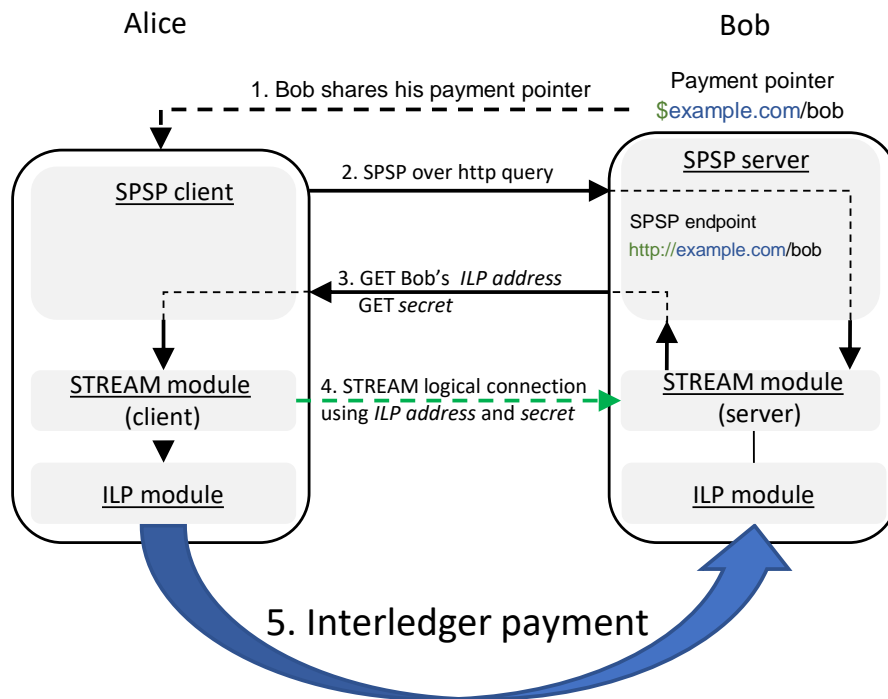 Alice
Bob
1. Bob shares his payment pointer
Payment pointer
$example.com/bob
SPSP client
2. SPSP over http query
SPSP server
SPSP endpoint
http://example.com/bob
3. GET Bob's ILP address
GET secret
STREAM module
(client)
4. STREAM logical connection
using ILP address and secret
STREAM module
(server)
ILP module
ILP module
5. Interledger payment